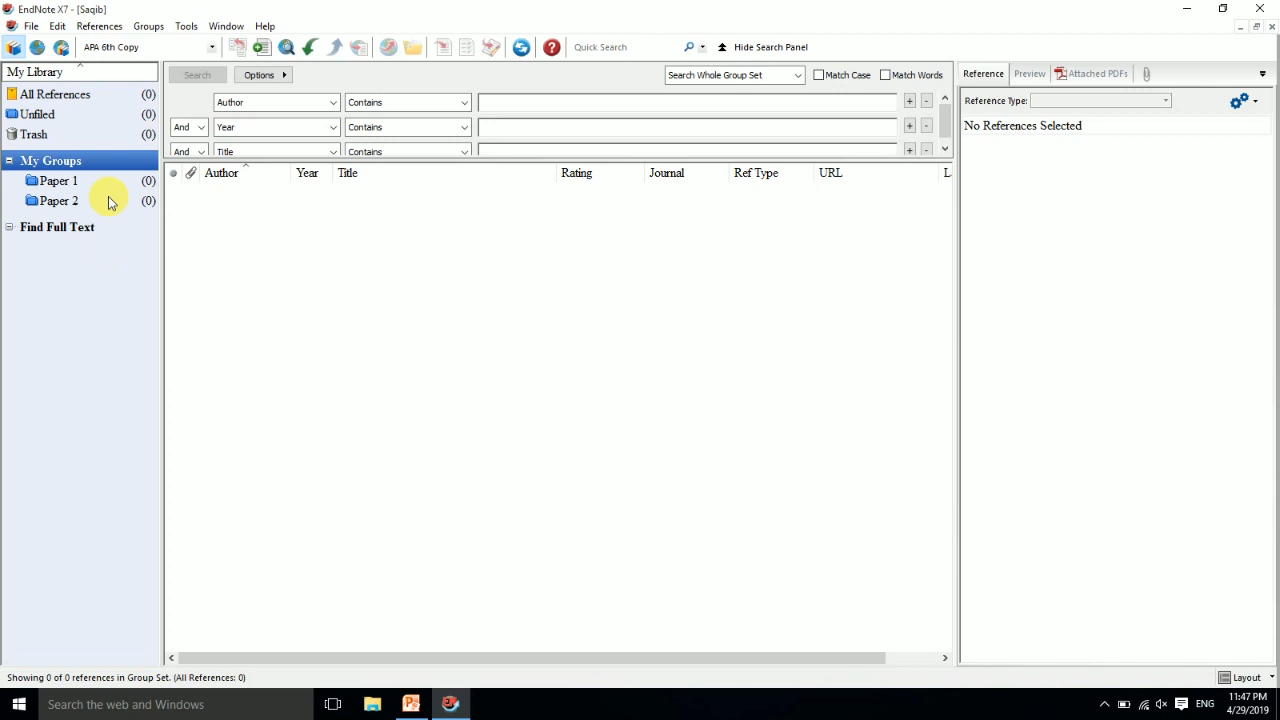 EndNote X7 - [Saqib]
File Edit References Groups Tools Window Help
APA 6th Copy Quick Search Hide Search Panel
My Library
All References (0)
Unfiled (0)
Trash (0)
My Groups
Paper 1 (0)
Paper 2 (0)
Find Full Text
Search Options Search Whole Group Set Match Case Match Words
Author Contains + -
And Year Contains + -
And Title Contains + -
Author Year Title Rating Journal Ref Type URL L
Reference Preview Attached PDFs
Reference Type:
No References Selected
Showing 0 of 0 references in Group Set. (All References: 0)
Layout
Search the web and Windows
ENG
11:47 PM
4/29/2019